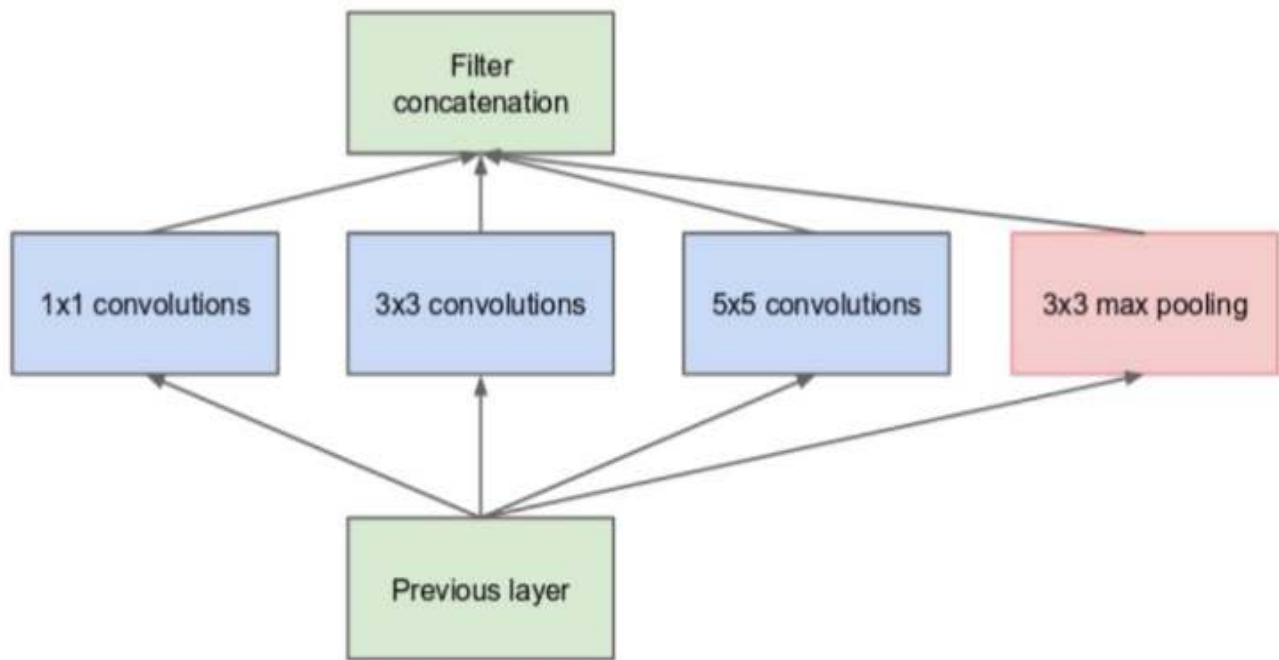 Filter
concatenation
1x1 convolutions
3x3 convolutions
5x5 convolutions
3x3 max pooling
Previous layer